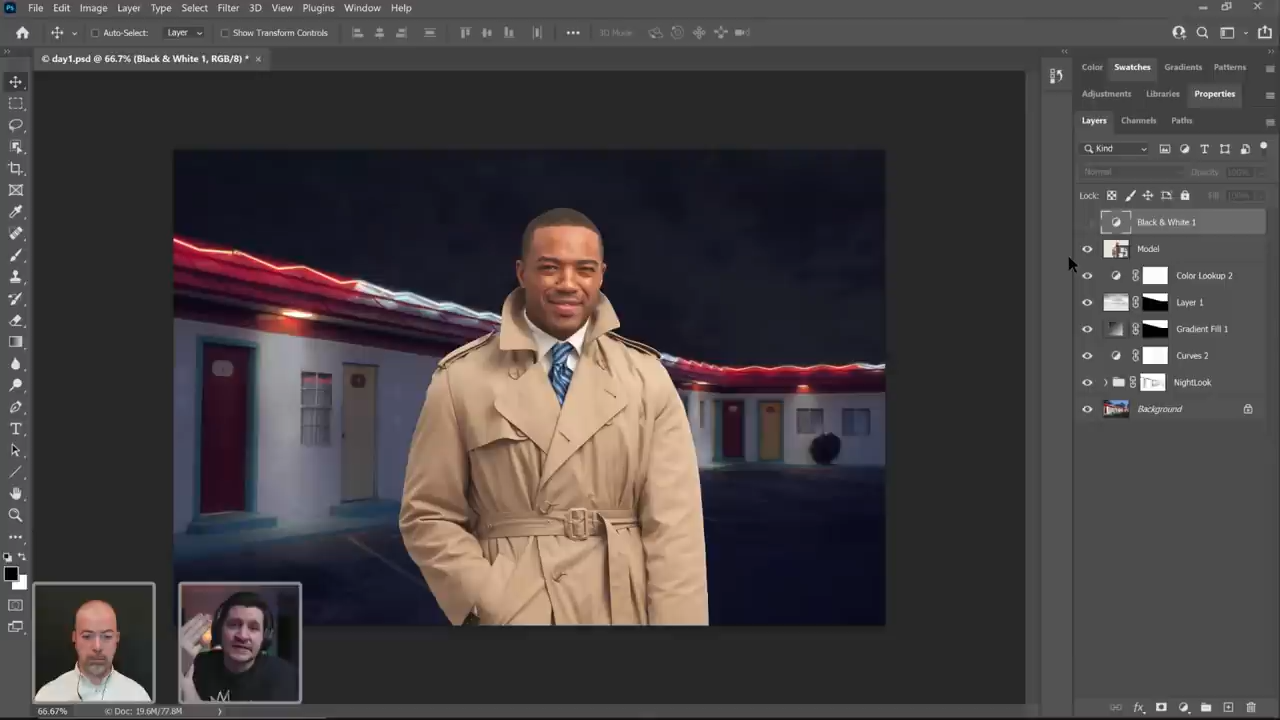 Ps File Edit Image Layer Type Select Filter 3D View Plugins Window Help
Auto-Select: Layer Show Transform Controls 3D Mode:
© day1.psd @ 66.7% (Black & White 1, RGB/8) * ×
Color Swatches Gradients Patterns
Adjustments Libraries Properties
Layers Channels Paths
Kind
Normal Opacity: 100%
Lock: Fill: 100%
Black & White 1
Model
Color Lookup 2
Layer 1
Gradient Fill 1
Curves 2
NightLook
Background
66.67% © Doc: 19.6M/77.8M
fx